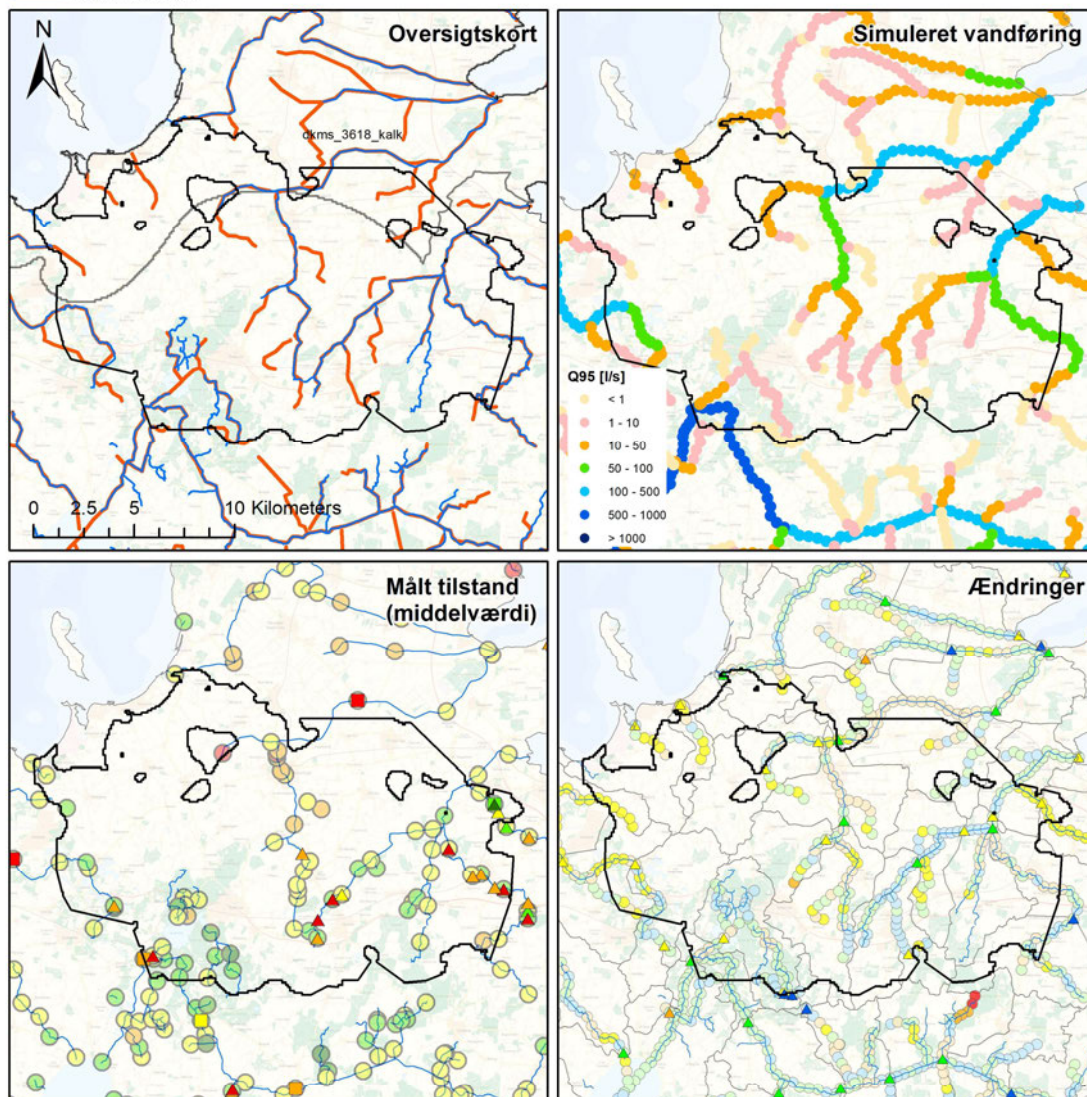 Oversigtskort
N
dkms_3618_kalk
0 2.5 5 10 Kilometers
Simuleret vandføring
Q95 [l/s]
< 1
1 - 10
10 - 50
50 - 100
100 - 500
500 - 1000
> 1000
Målt tilstand
(middelværdi)
Ændringer